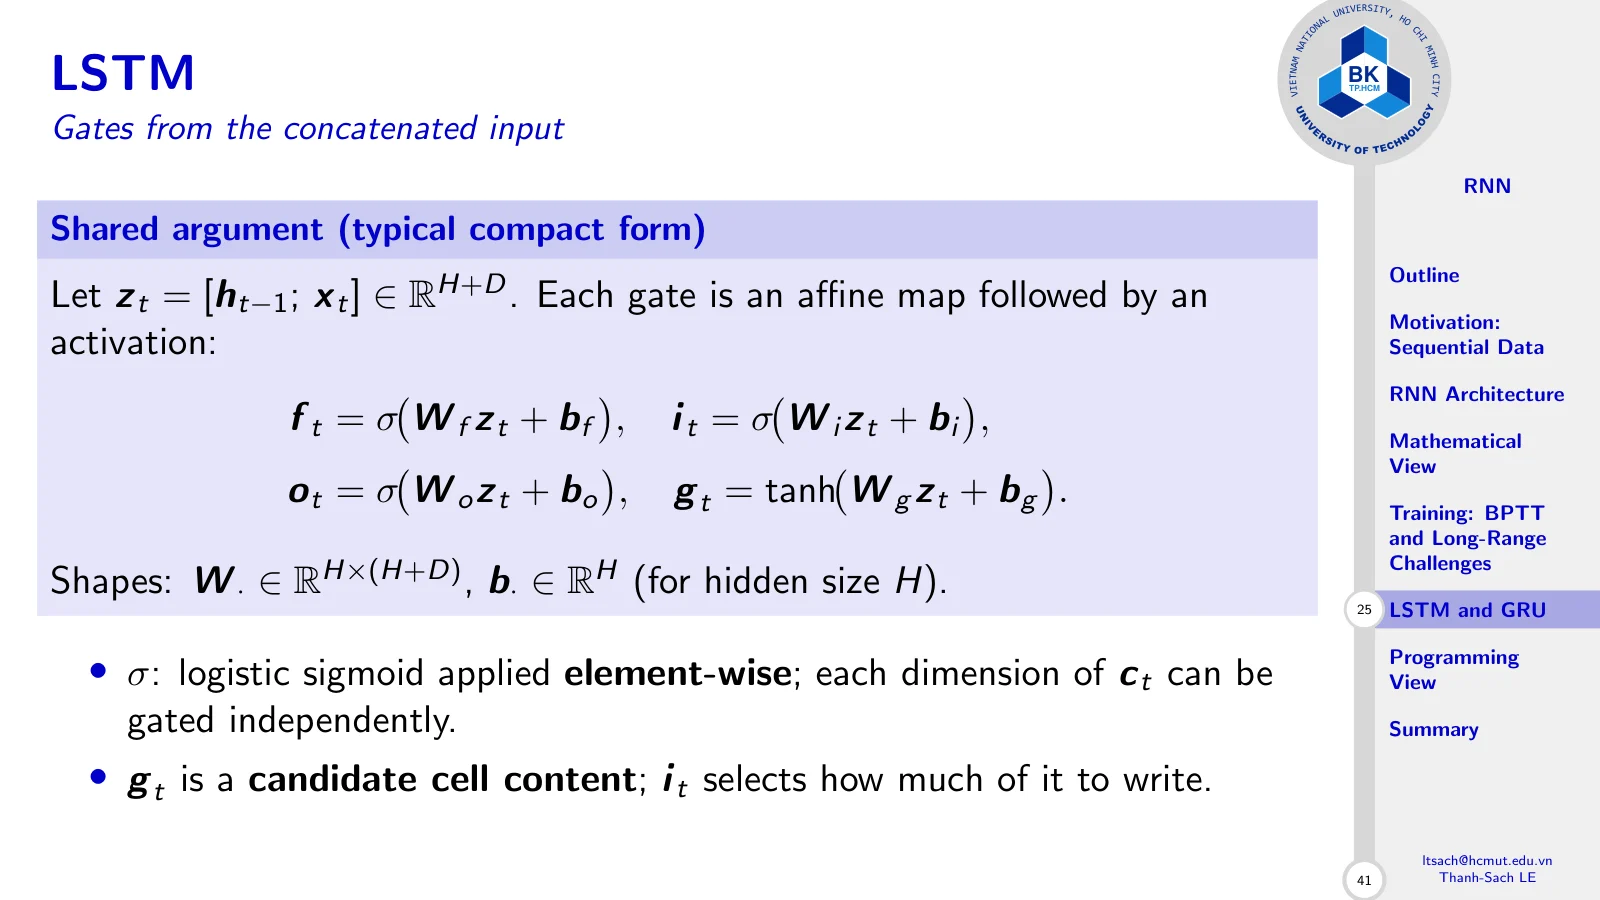 LSTM
Gates from the concatenated input
Shared argument (typical compact form)
Let z_t = [h_{t−1}; x_t] ∈ ℝ^{H+D}. Each gate is an affine map followed by an
activation:
f_t = σ(W_f z_t + b_f), i_t = σ(W_i z_t + b_i),
o_t = σ(W_o z_t + b_o), g_t = tanh(W_g z_t + b_g).
Shapes: W_· ∈ ℝ^{H×(H+D)}, b_· ∈ ℝ^H (for hidden size H).
• σ: logistic sigmoid applied element-wise; each dimension of c_t can be
gated independently.
• g_t is a candidate cell content; i_t selects how much of it to write.
VIETNAM NATIONAL UNIVERSITY, HO CHI MINH CITY
BK
TP.HCM
UNIVERSITY OF TECHNOLOGY
RNN
Outline
Motivation:
Sequential Data
RNN Architecture
Mathematical
View
Training: BPTT
and Long-Range
Challenges
25
LSTM and GRU
Programming
View
Summary
ltsach@hcmut.edu.vn
Thanh-Sach LE
41